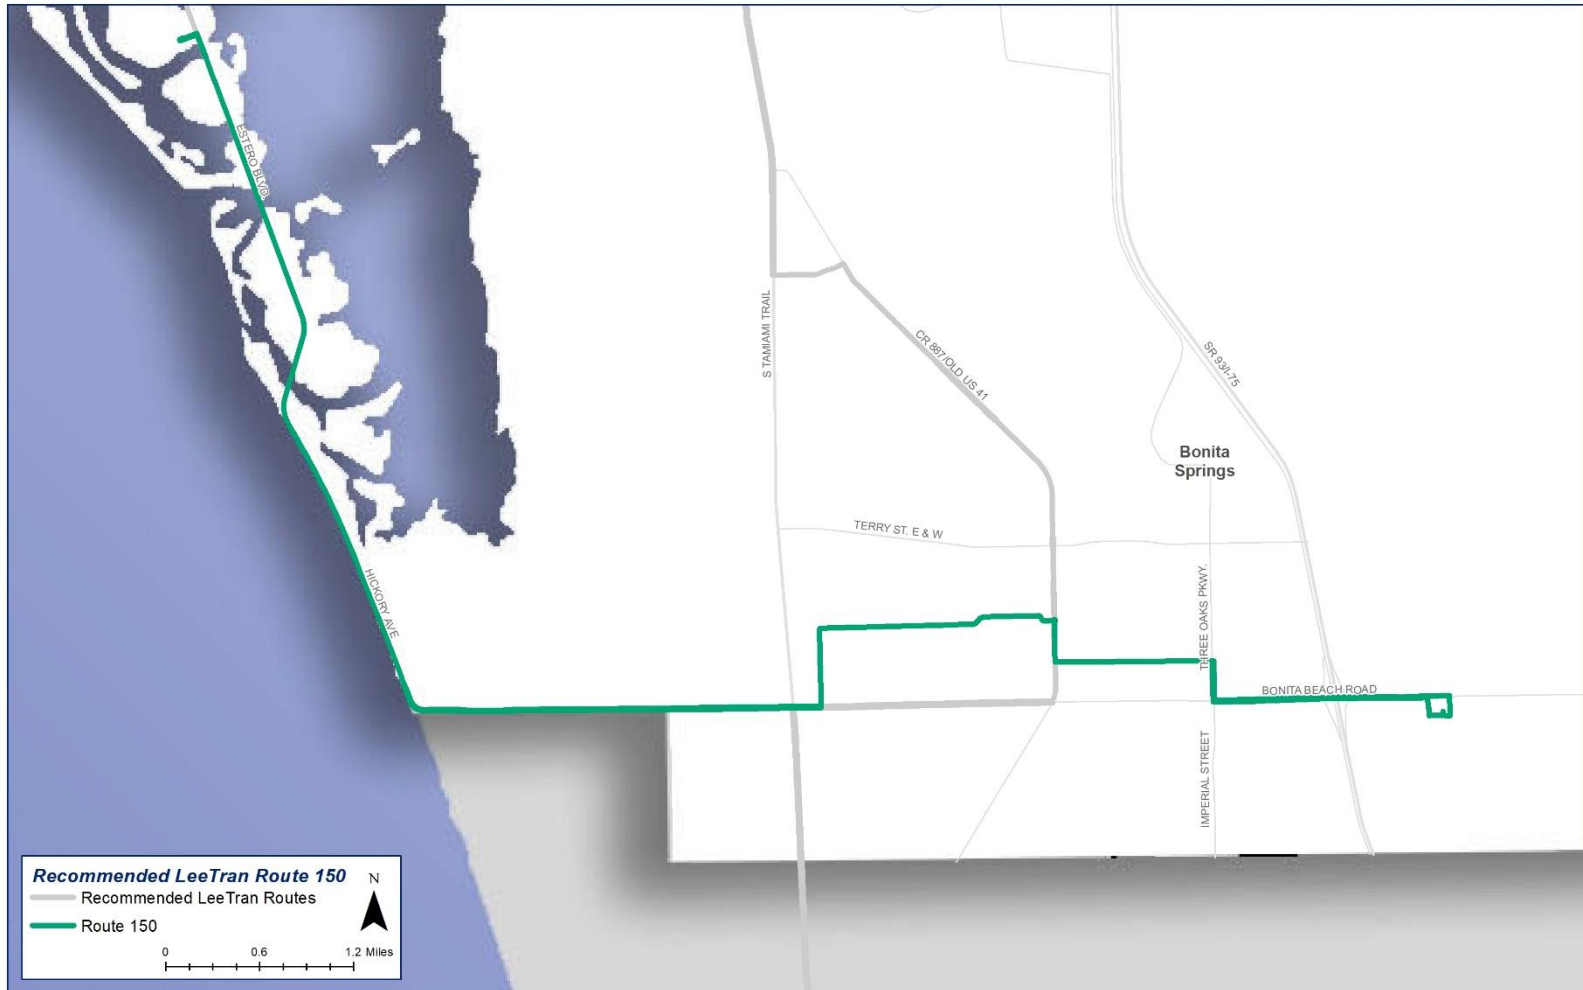 ESTERO BLVD
S TAMIAMI TRAIL
CR 887/OLD US 41
SR 93/I-75
Bonita
Springs
TERRY ST. E & W
HICKORY AVE
THREE OAKS PKWY.
BONITA BEACH ROAD
IMPERIAL STREET
Recommended LeeTran Route 150
N
Recommended LeeTran Routes
Route 150
0 0.6 1.2 Miles